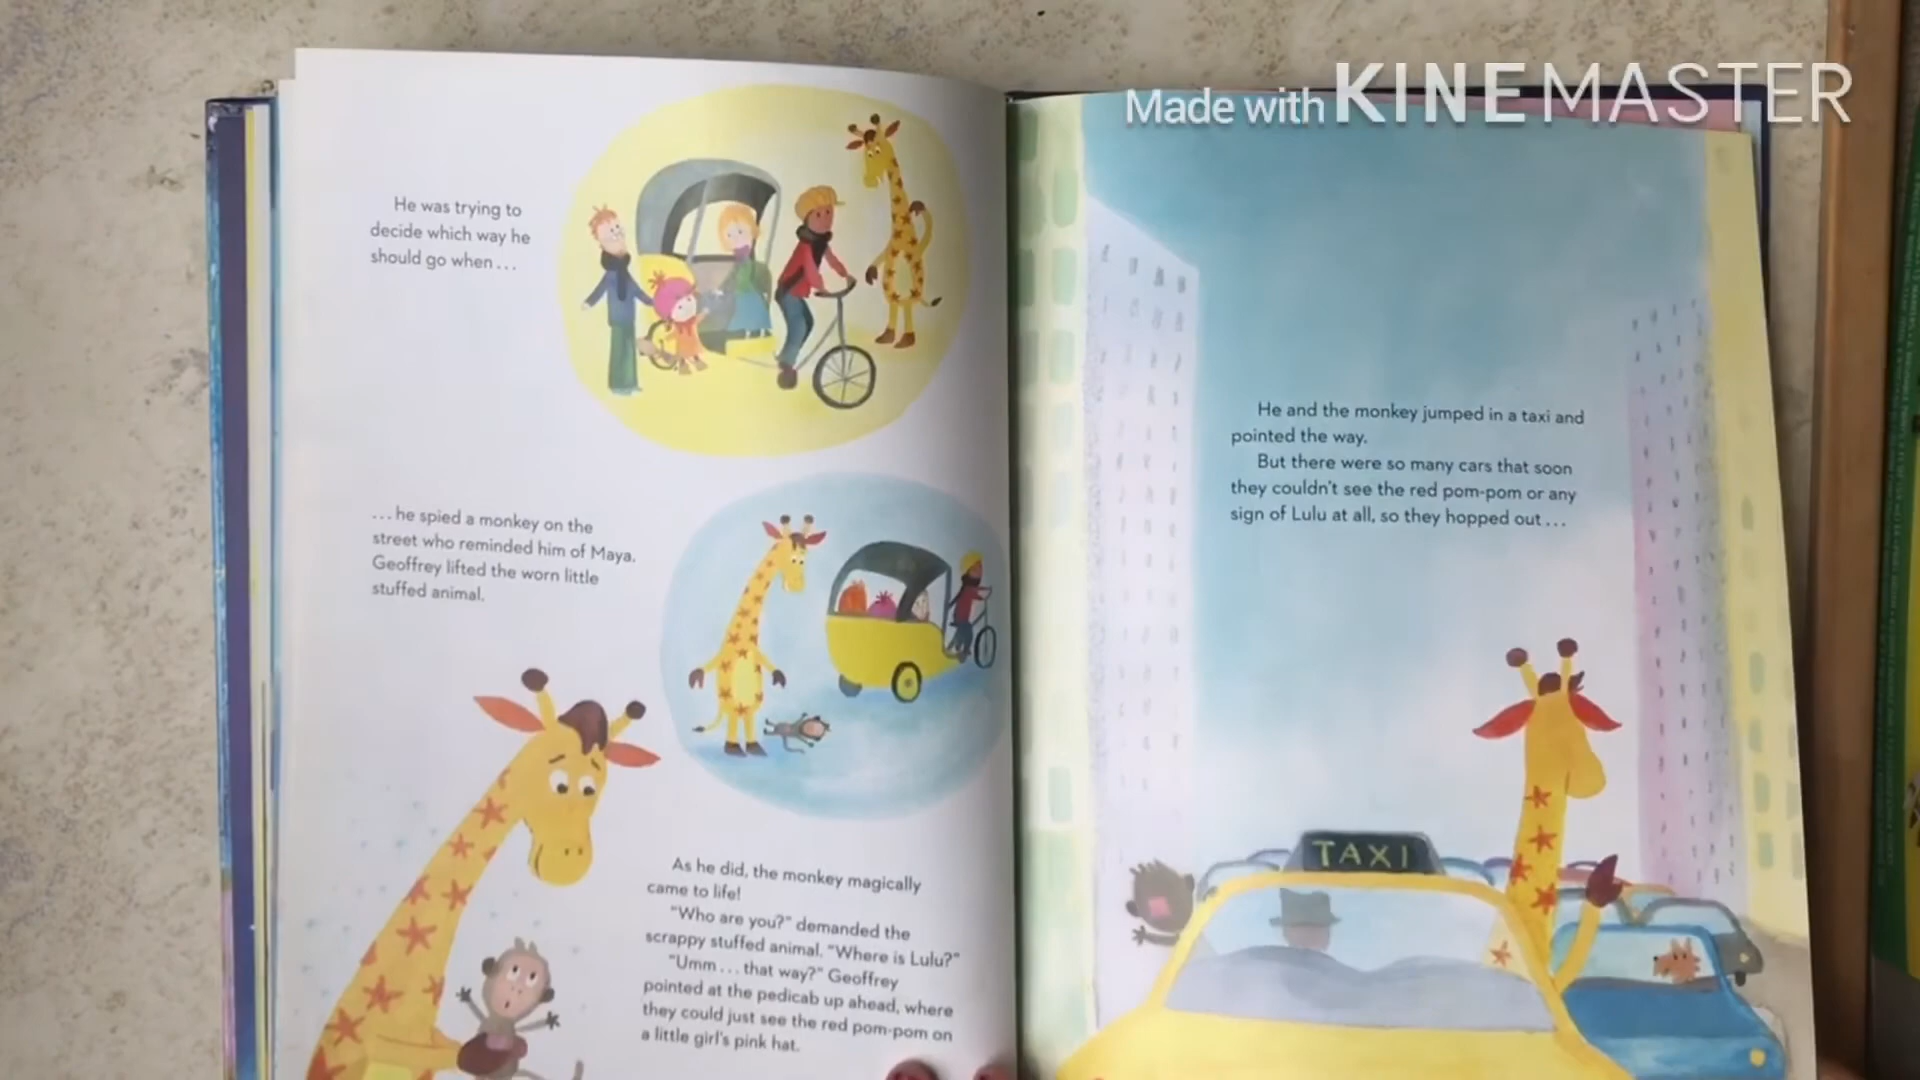 Made with KINEMASTER
He was trying to
decide which way he
should go when...
...he spied a monkey on the
street who reminded him of Maya.
Geoffrey lifted the worn little
stuffed animal.
As he did, the monkey magically
came to life!
"Who are you?" demanded the
scrappy stuffed animal. "Where is Lulu?"
"Umm... that way?" Geoffrey
pointed at the pedicab up ahead, where
they could just see the red pom-pom on
a little girl's pink hat.
He and the monkey jumped in a taxi and
pointed the way.
But there were so many cars that soon
they couldn't see the red pom-pom or any
sign of Lulu at all, so they hopped out...
TAXI